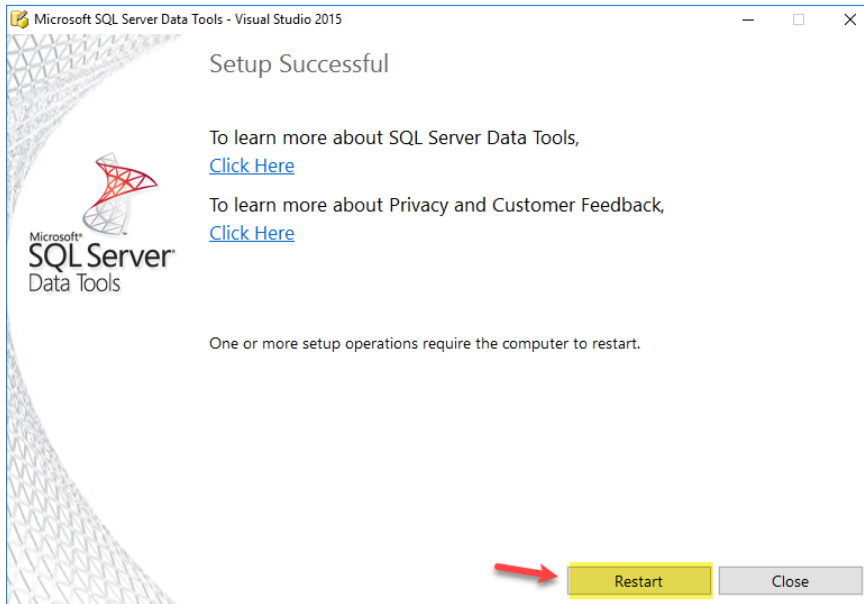 Microsoft SQL Server Data Tools - Visual Studio 2015
Setup Successful
To learn more about SQL Server Data Tools,
Click Here
To learn more about Privacy and Customer Feedback,
Click Here
Microsoft®
SQL Server®
Data Tools
One or more setup operations require the computer to restart.
Restart
Close